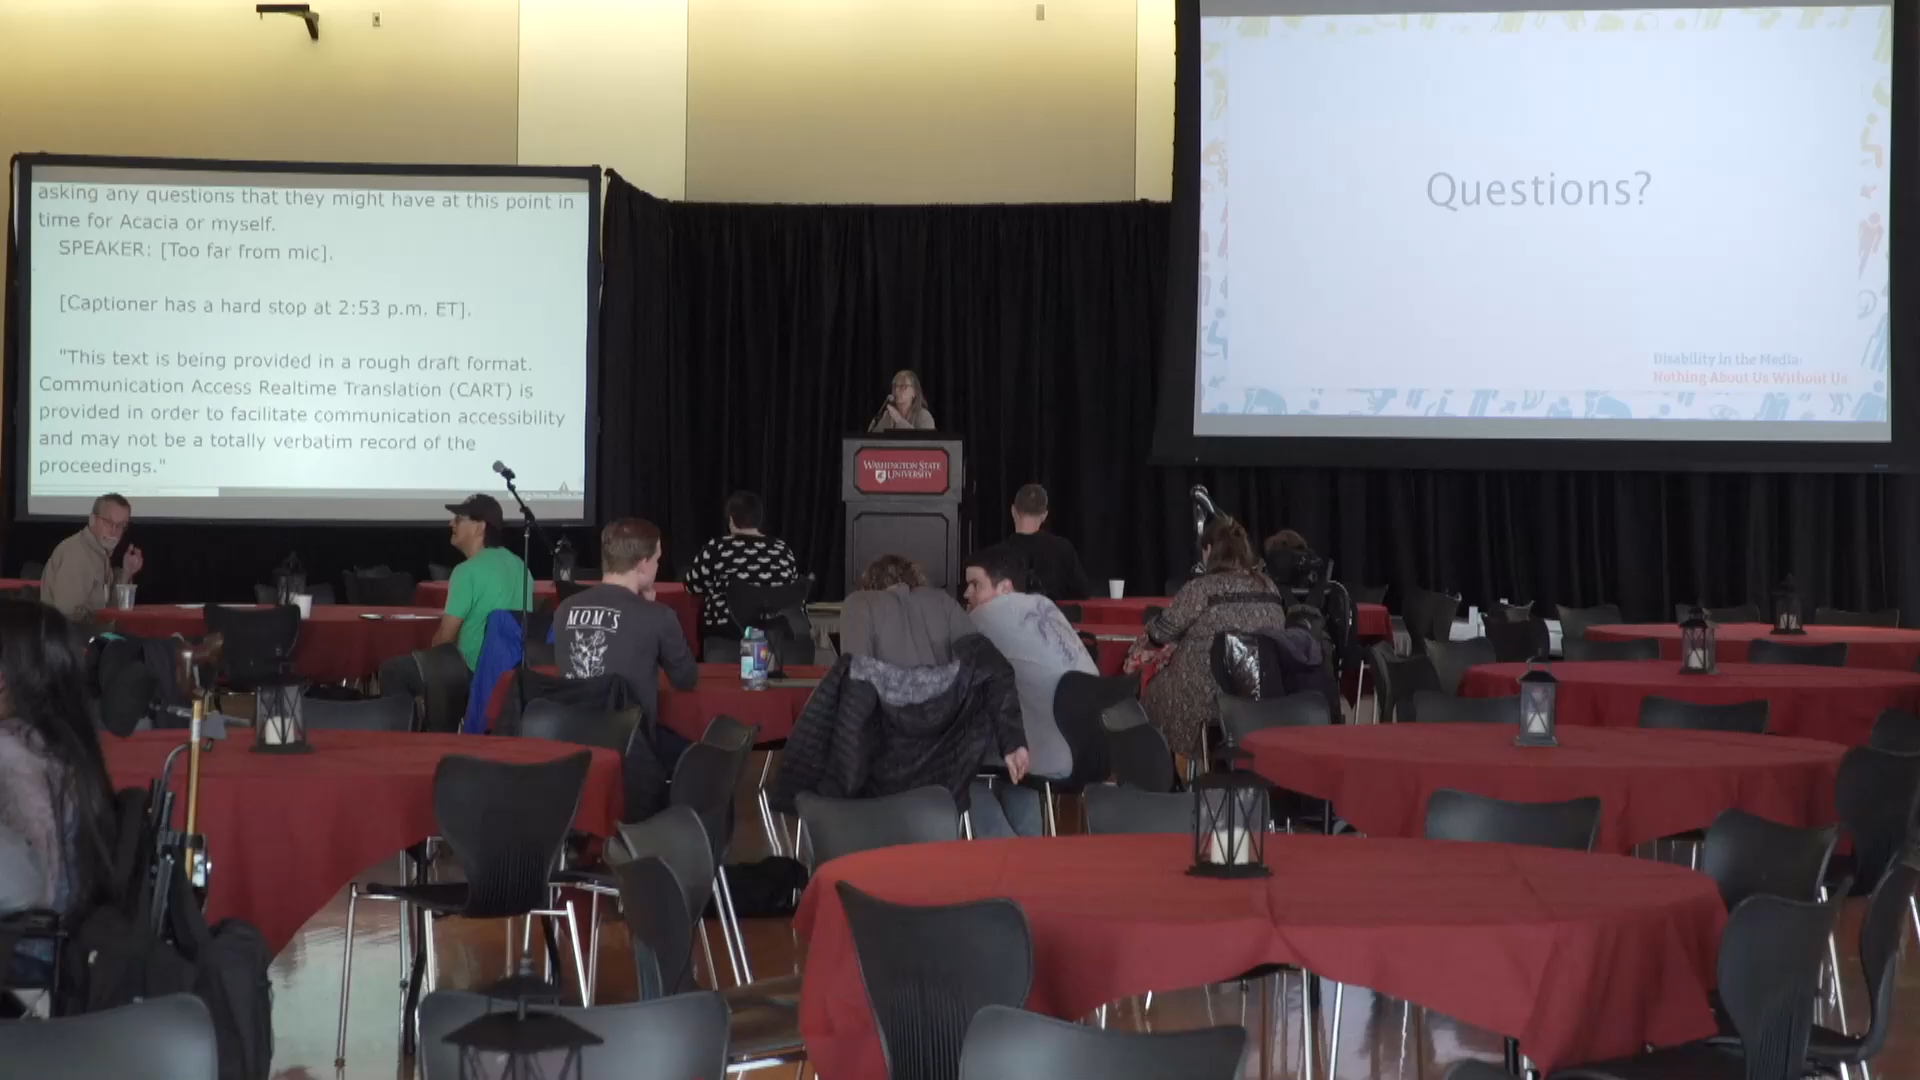 asking any questions that they might have at this point in
time for Acacia or myself.
SPEAKER: [Too far from mic].
[Captioner has a hard stop at 2:53 p.m. ET].
"This text is being provided in a rough draft format.
Communication Access Realtime Translation (CART) is
provided in order to facilitate communication accessibility
and may not be a totally verbatim record of the
proceedings."
Questions?
Disability in the Media:
Nothing About Us Without Us
WASHINGTON STATE
UNIVERSITY
MOM'S